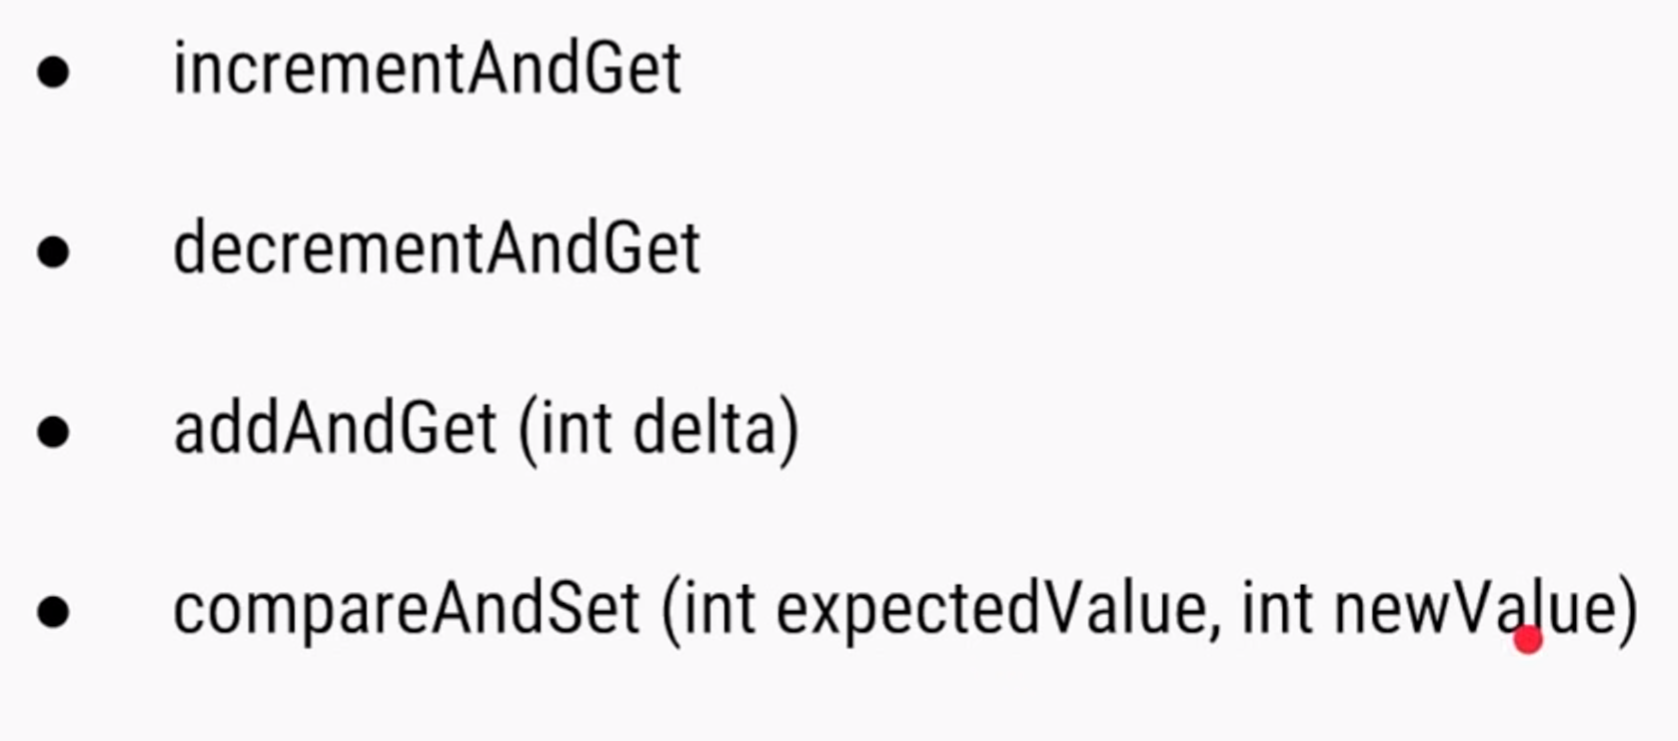 ● incrementAndGet
● decrementAndGet
● addAndGet (int delta)
● compareAndSet (int expectedValue, int newValue)